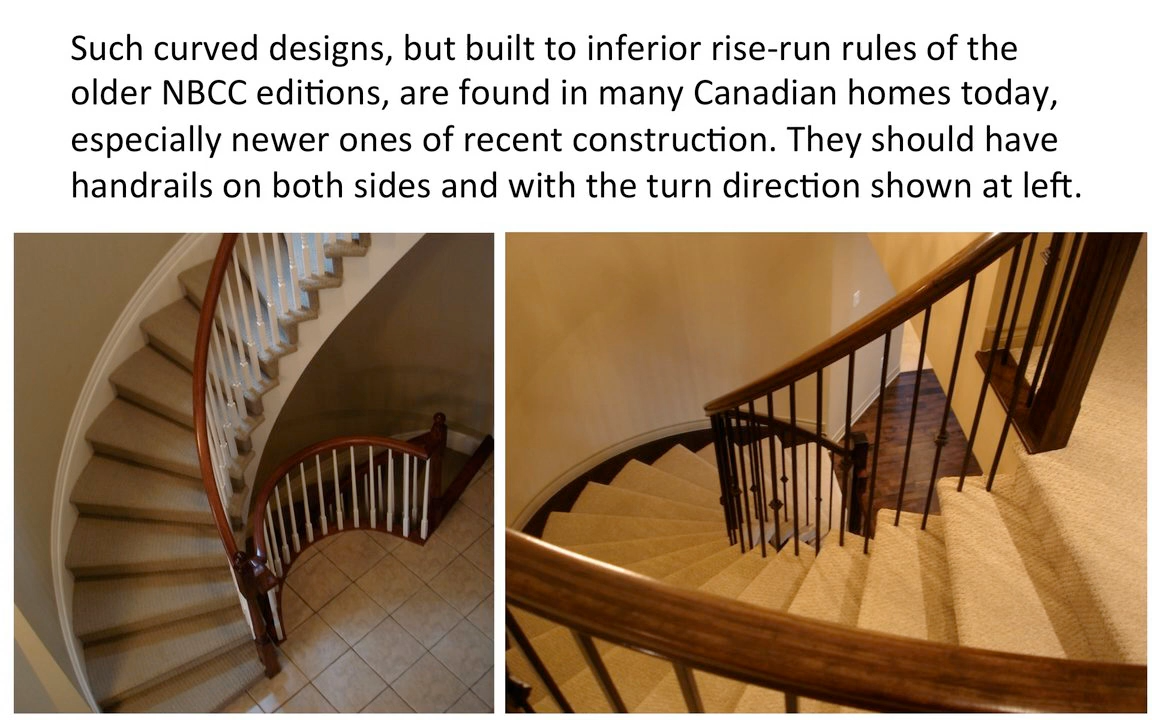 Such curved designs, but built to inferior rise-run rules of the
older NBCC editions, are found in many Canadian homes today,
especially newer ones of recent construction. They should have
handrails on both sides and with the turn direction shown at left.